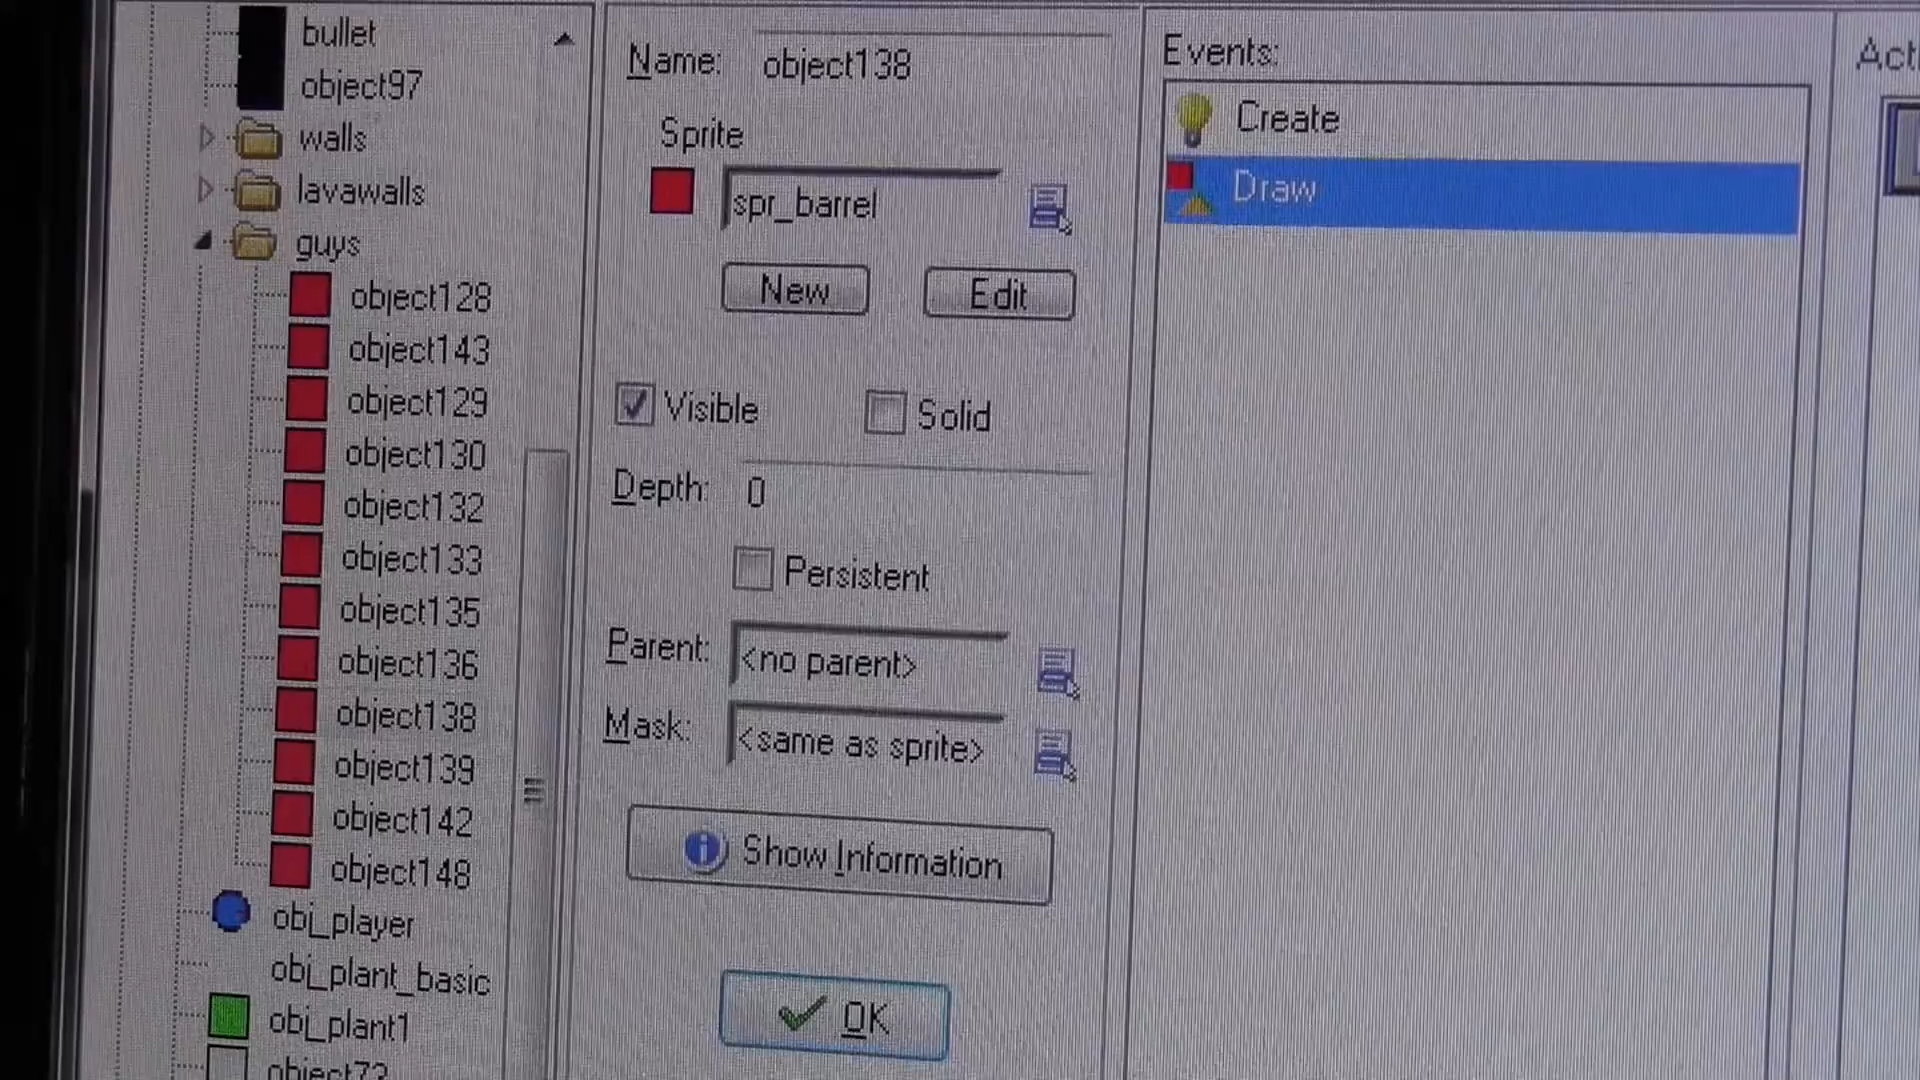 bullet
object97
walls
lavawalls
guys
object128
object143
object129
object130
object132
object133
object135
object136
object138
object139
object142
object148
obj_player
obj_plant_basic
obj_plant1
Name: object138
Sprite
spr_barrel
New Edit
Visible Solid
Depth: 0
Persistent
Parent: <no parent>
Mask: <same as sprite>
Show Information
OK
Events:
Create
Draw